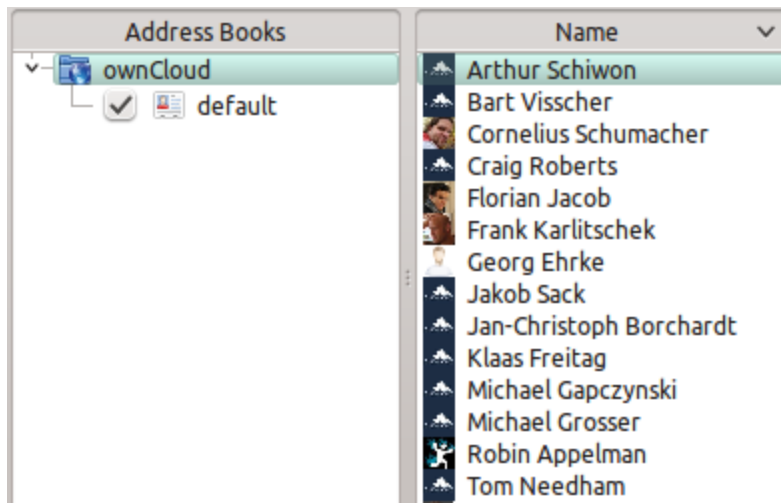 Address Books
ownCloud
default
Name
Arthur Schiwon
Bart Visscher
Cornelius Schumacher
Craig Roberts
Florian Jacob
Frank Karlitschek
Georg Ehrke
Jakob Sack
Jan-Christoph Borchardt
Klaas Freitag
Michael Gapczynski
Michael Grosser
Robin Appelman
Tom Needham